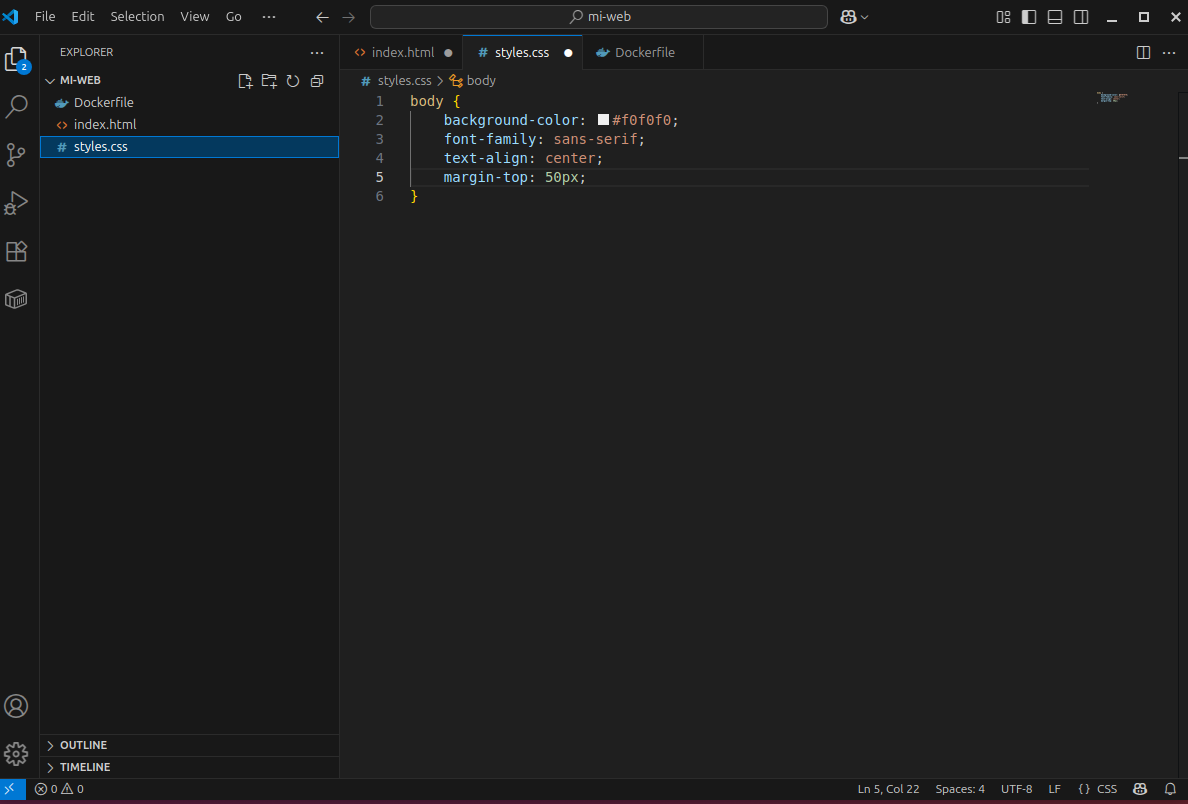 File Edit Selection View Go ··· mi-web
EXPLORER
index.html
# styles.css
Dockerfile
2
MI-WEB
# styles.css > body
Dockerfile
index.html
# styles.css
1 body {
2 background-color: #f0f0f0;
3 font-family: sans-serif;
4 text-align: center;
5 margin-top: 50px;
6 }
OUTLINE
TIMELINE
0 0 Ln 5, Col 22 Spaces: 4 UTF-8 LF {} CSS